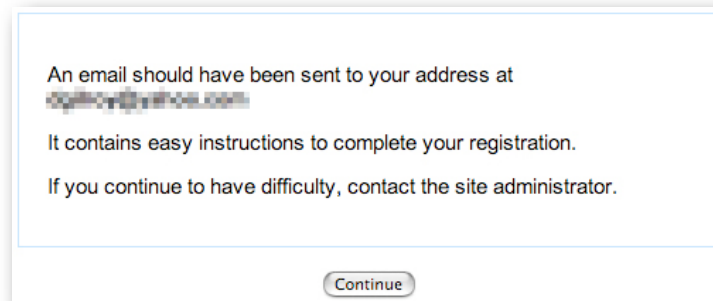 An email should have been sent to your address at
It contains easy instructions to complete your registration.
If you continue to have difficulty, contact the site administrator.
Continue